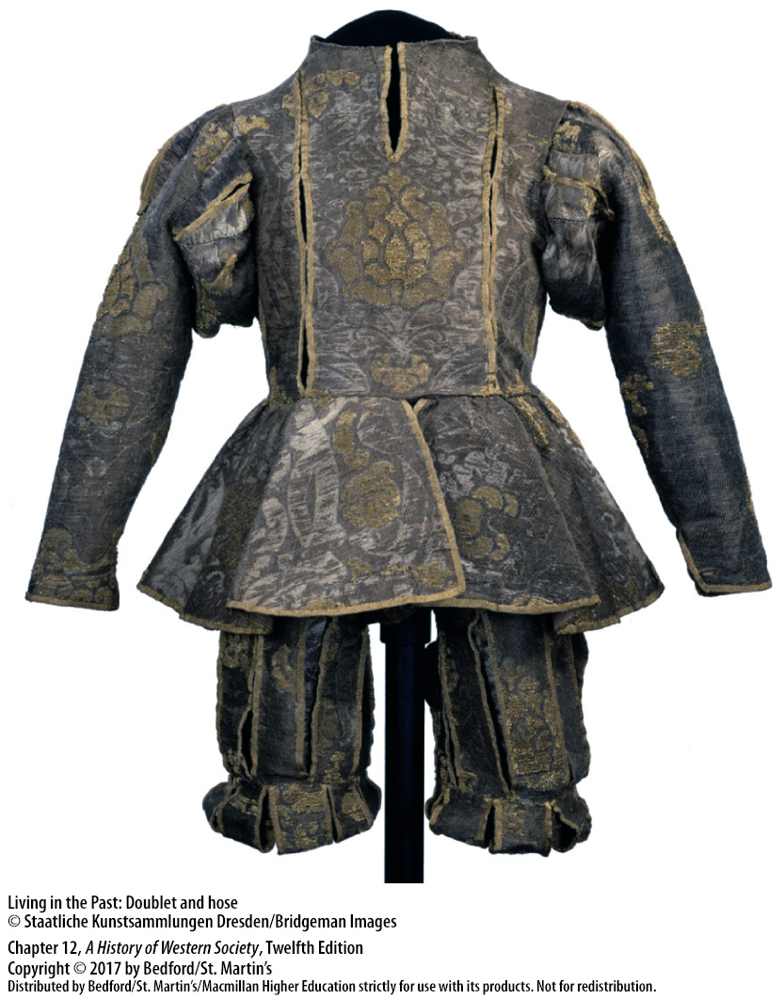 Living in the Past: Doublet and hose
© Staatliche Kunstsammlungen Dresden/Bridgeman Images
Chapter 12, A History of Western Society, Twelfth Edition
Copyright © 2017 by Bedford/St. Martin's
Distributed by Bedford/St. Martin's/Macmillan Higher Education strictly for use with its products. Not for redistribution.